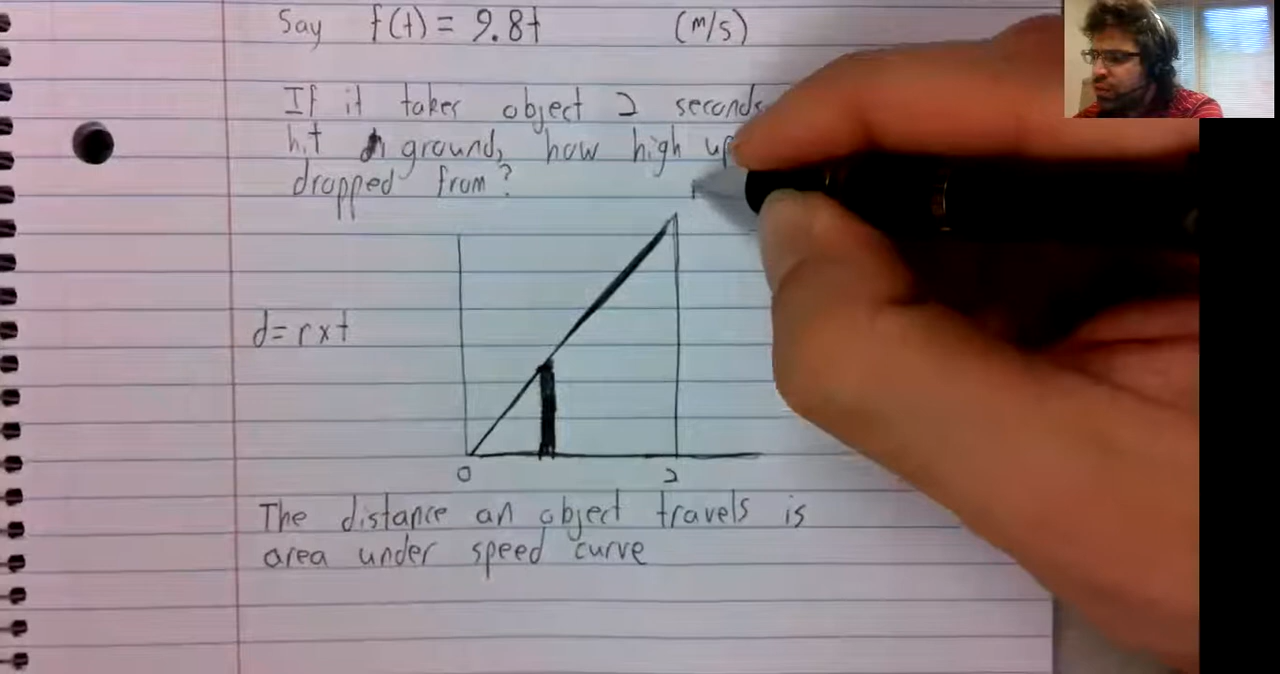 Say f(t) = 9.8t (m/s)
If it takes object 2 seconds
hit ground, how high up
dropped from?
d = r x t
0 2
The distance an object travels is
area under speed curve